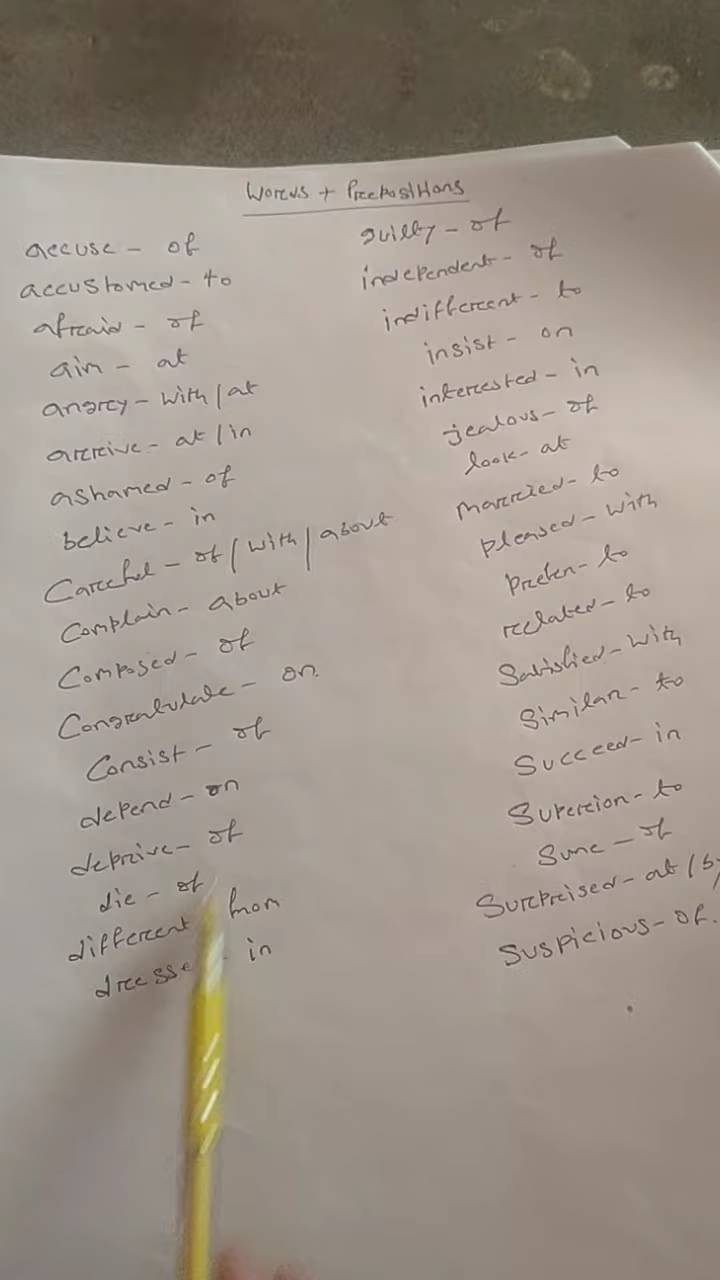 Words + Prepositions
accuse - of
accustomed - to
afraid - of
aim - at
angry - with / at
arrive - at / in
ashamed - of
believe - in
Careful - of / with / about
Complain - about
Composed - of
Congratulate - on
Consist - of
depend - on
deprive - of
die - of
different from
dresse - in
guilty - of
independent - of
indifferent - to
insist - on
interested - in
jealous - of
look - at
married - to
pleased - with
Prefer - to
related - to
Satisfied - with
Similar - to
Succeed - in
Superior - to
Sure - of
Surprised - at /
Suspicious - of.